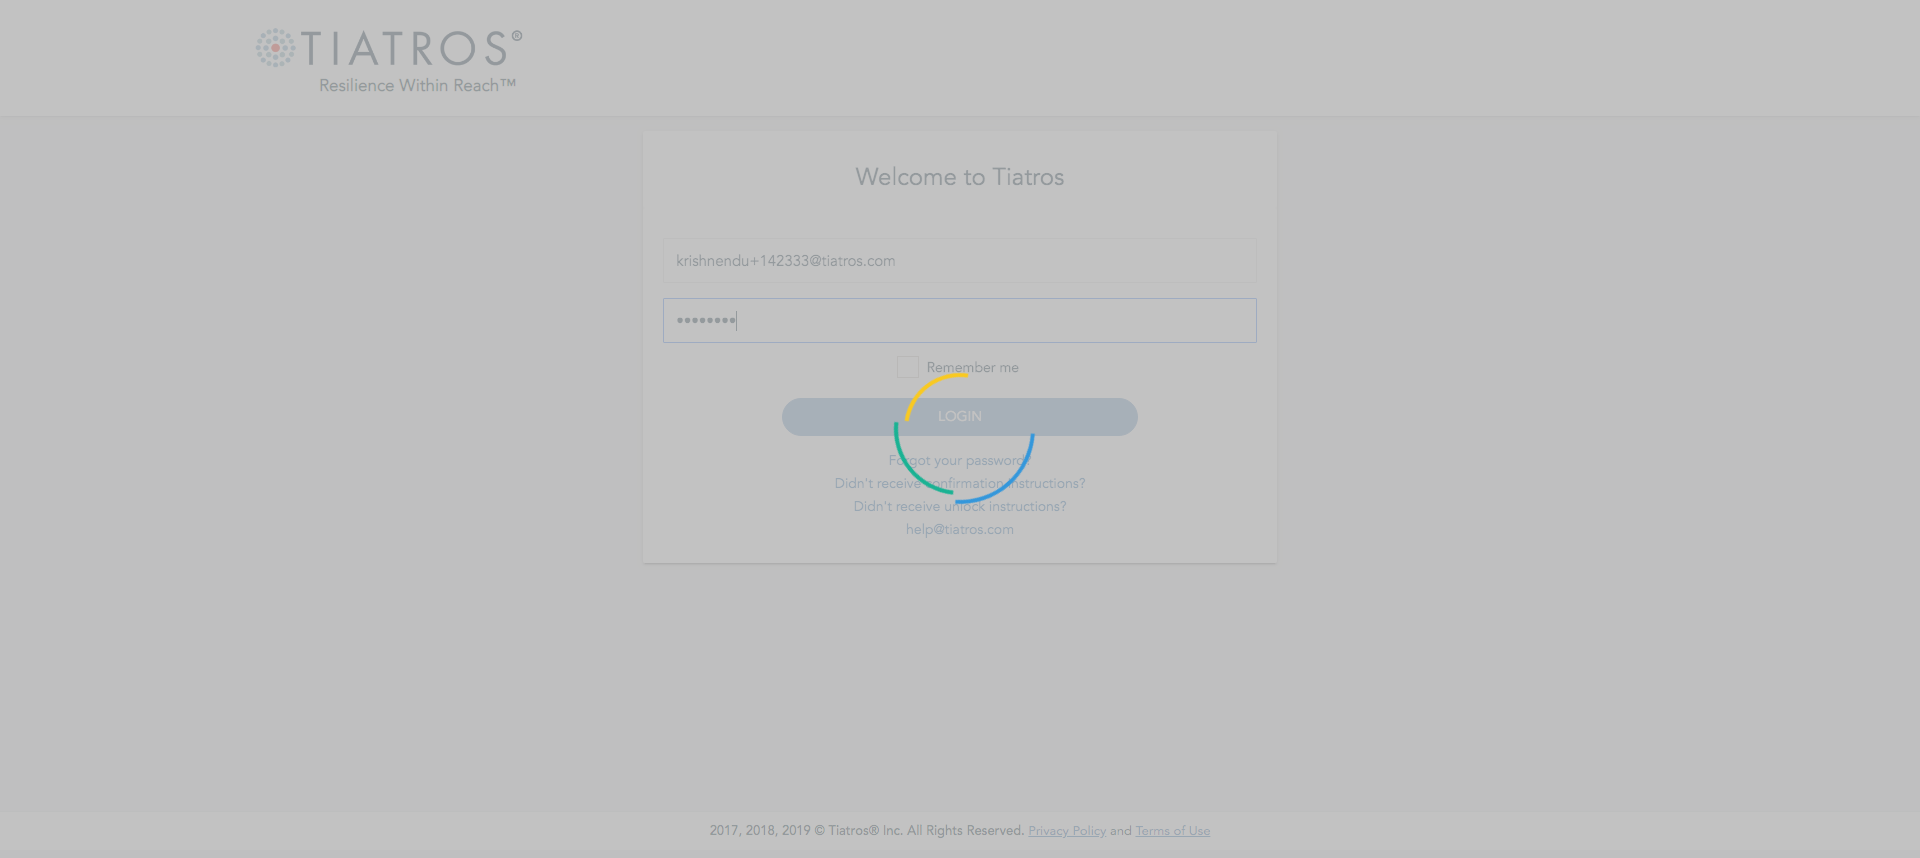 TIATROS®
Resilience Within Reach™
Welcome to Tiatros
krishnendu+142333@tiatros.com
••••••••
Remember me
LOGIN
Forgot your password?
Didn't receive confirmation instructions?
Didn't receive unlock instructions?
help@tiatros.com
2017, 2018, 2019 © Tiatros® Inc. All Rights Reserved. Privacy Policy and Terms of Use